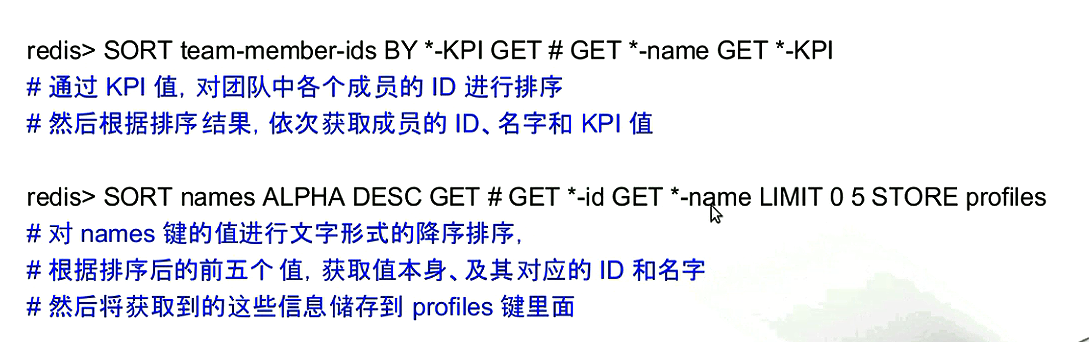 redis> SORT team-member-ids BY *-KPI GET # GET *-name GET *-KPI
# 通过 KPI 值，对团队中各个成员的 ID 进行排序
# 然后根据排序结果，依次获取成员的 ID、名字和 KPI 值
redis> SORT names ALPHA DESC GET # GET *-id GET *-name LIMIT 0 5 STORE profiles
# 对 names 键的值进行文字形式的降序排序，
# 根据排序后的前五个值，获取值本身、及其对应的 ID 和名字
# 然后将获取到的这些信息储存到 profiles 键里面